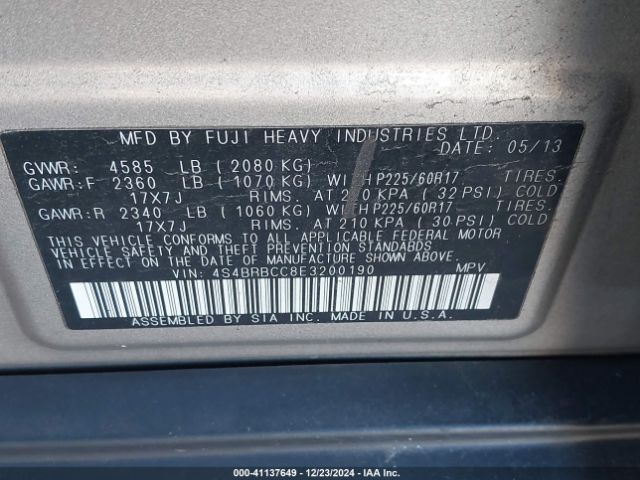 MFD BY FUJI HEAVY INDUSTRIES LTD.
DATE: 05/13
GVWR: 4585 LB (2080 KG)
GAWR:F 2360 LB (1070 KG) WITH P225/60R17 TIRES.
17X7J RIMS. AT 220 KPA (32 PSI) COLD
GAWR:R 2340 LB (1060 KG) WITH P225/60R17 TIRES.
17X7J RIMS. AT 210 KPA (30 PSI) COLD
THIS VEHICLE CONFORMS TO ALL APPLICABLE FEDERAL MOTOR
VEHICLE SAFETY, BUMPER, AND THEFT PREVENTION STANDARDS
IN EFFECT ON THE DATE OF MANUFACTURE SHOWN ABOVE.
VIN: 4S4BRBCC8E3200190 MPV
ASSEMBLED BY SIA INC. MADE IN U.S.A.
000-41137649 - 12/23/2024 - IAA Inc.